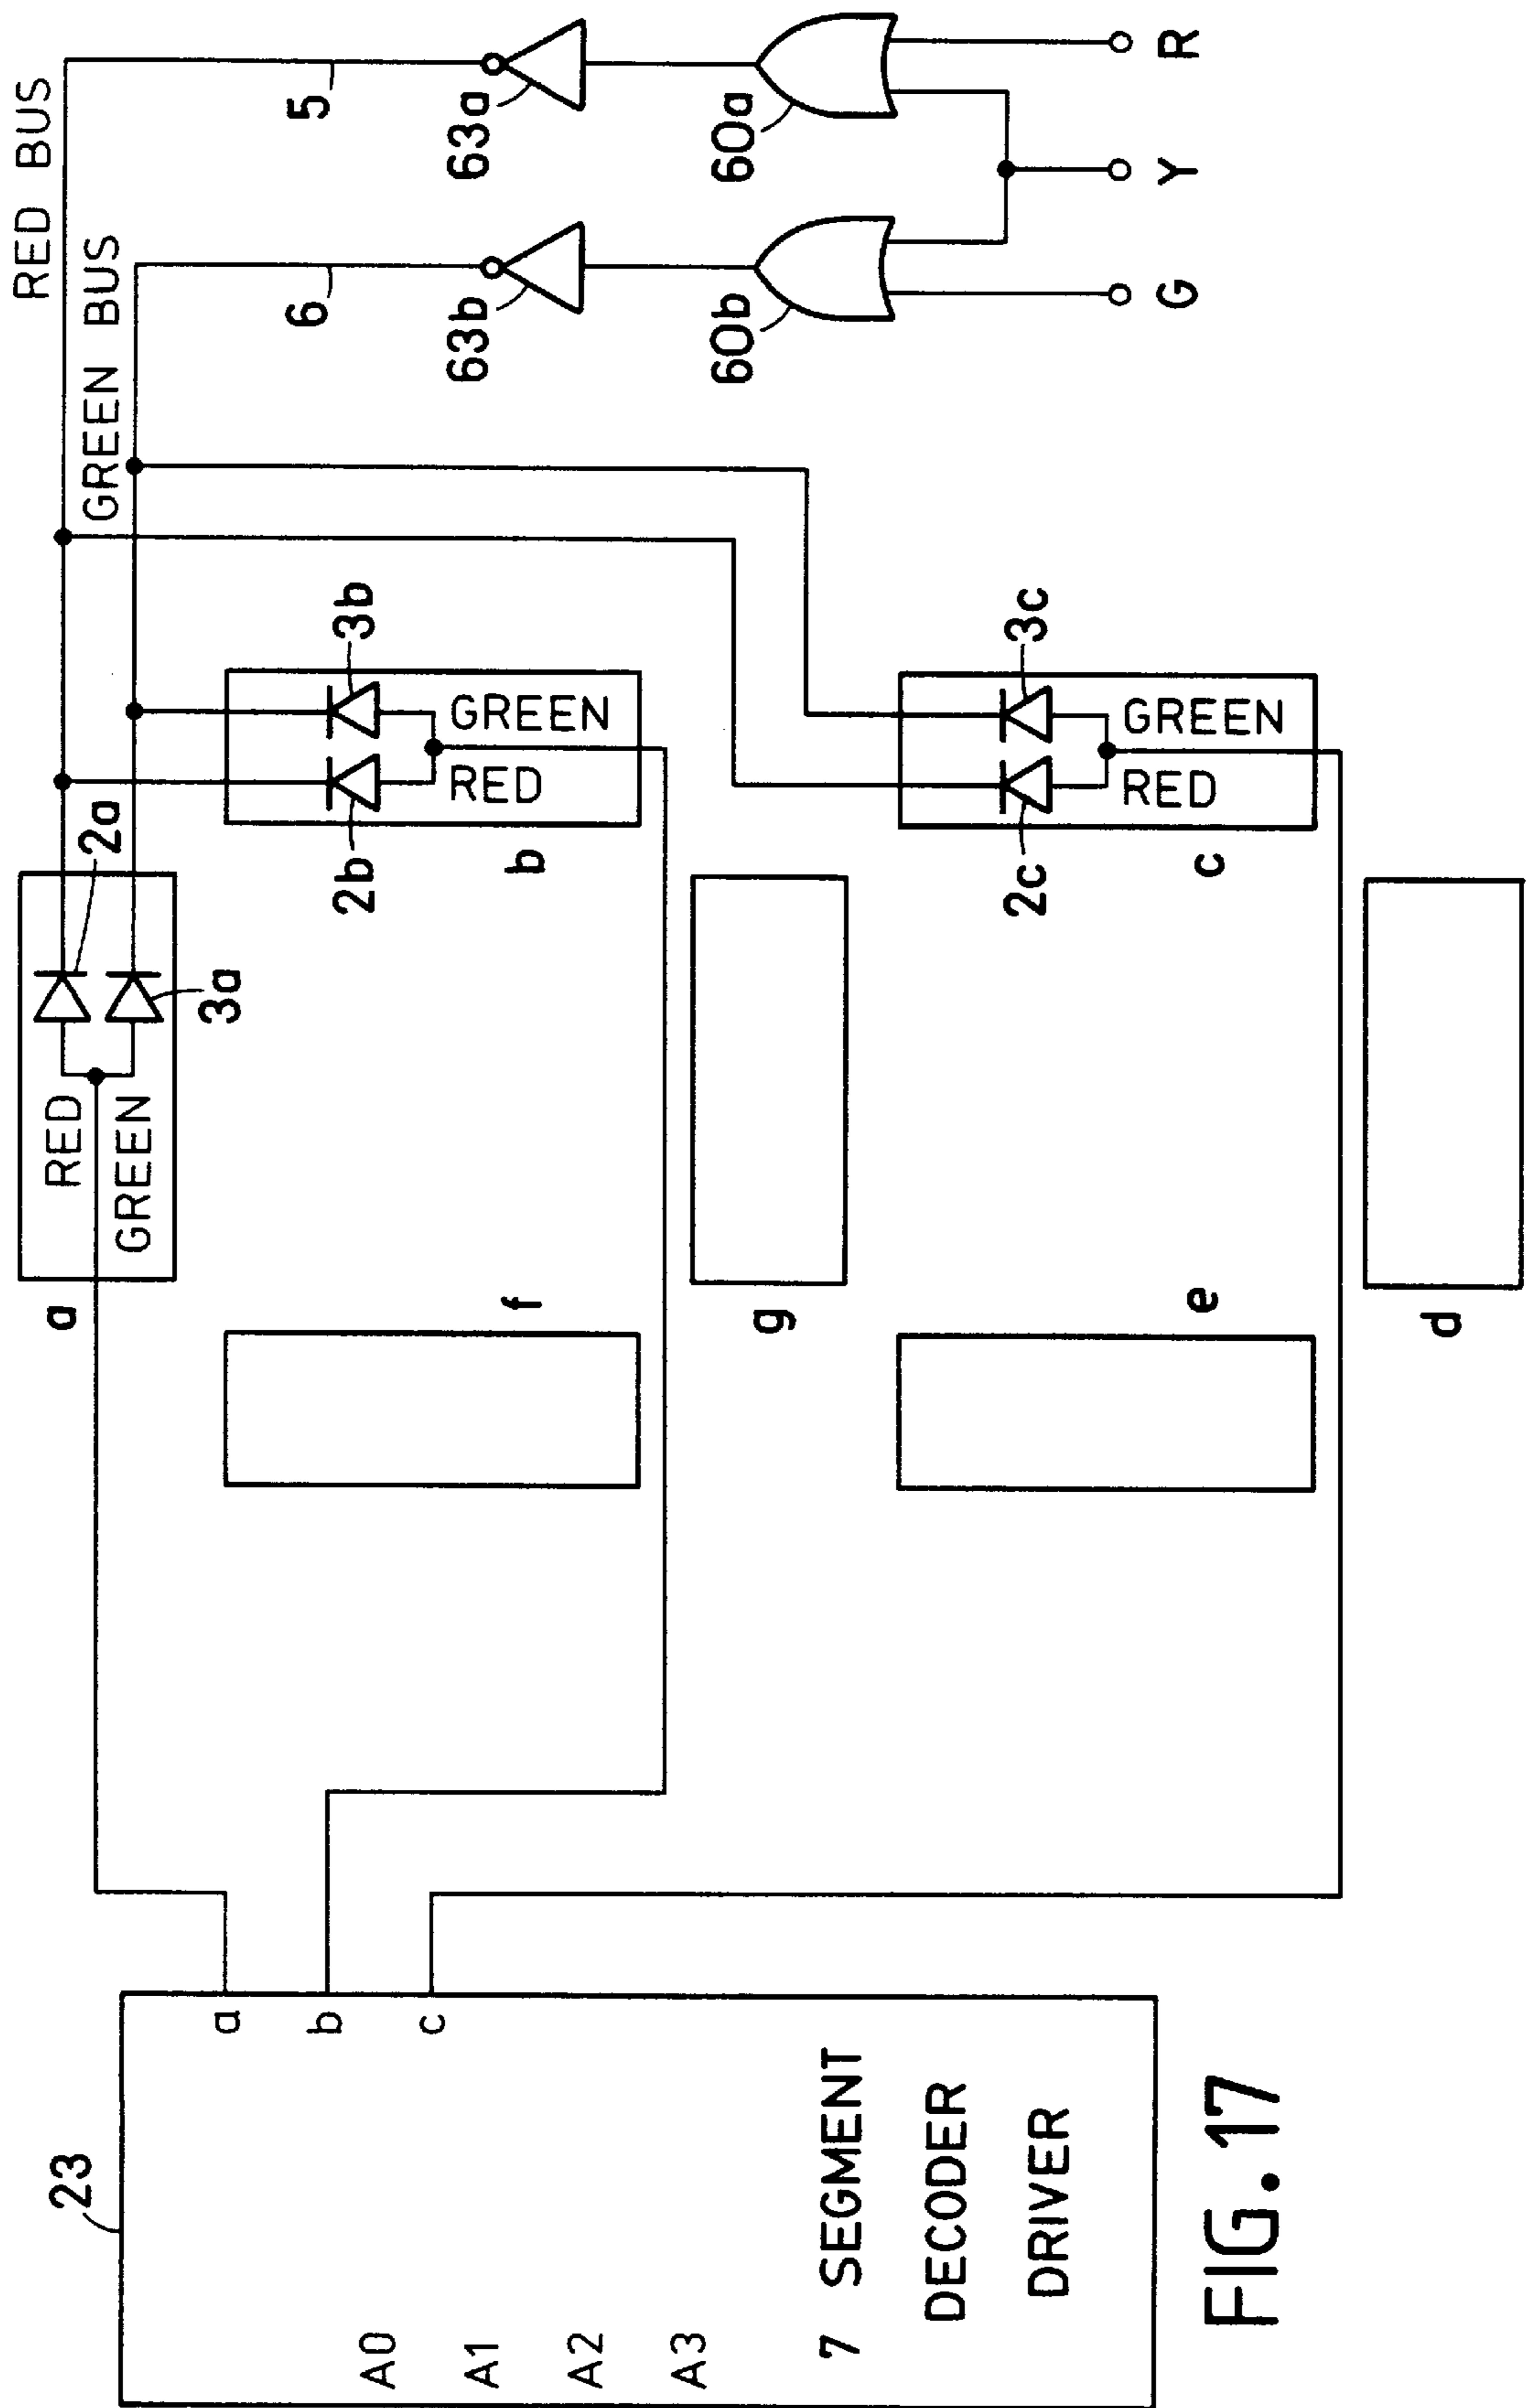 RED BUS
GREEN BUS
5
6
63a
63b
60a
60b
R
Y
G
a
RED
GREEN
2a
3a
2b
3b
RED
GREEN
b
f
g
2c
3c
RED
GREEN
c
e
d
23
a
b
c
A0
A1
A2
A3
7 SEGMENT
DECODER
DRIVER
FIG. 17